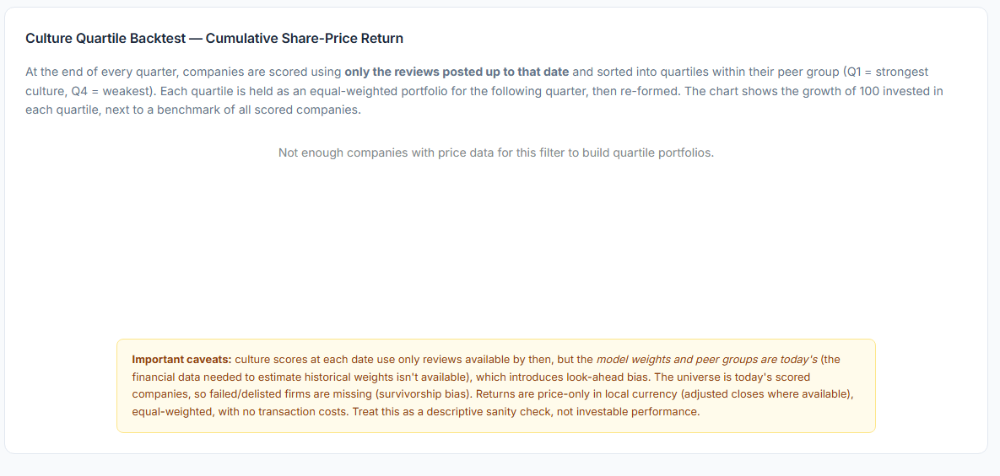 Culture Quartile Backtest — Cumulative Share-Price Return
At the end of every quarter, companies are scored using only the reviews posted up to that date and sorted into quartiles within their peer group (Q1 = strongest
culture, Q4 = weakest). Each quartile is held as an equal-weighted portfolio for the following quarter, then re-formed. The chart shows the growth of 100 invested in
each quartile, next to a benchmark of all scored companies.
Not enough companies with price data for this filter to build quartile portfolios.
Important caveats: culture scores at each date use only reviews available by then, but the model weights and peer groups are today's (the
financial data needed to estimate historical weights isn't available), which introduces look-ahead bias. The universe is today's scored
companies, so failed/delisted firms are missing (survivorship bias). Returns are price-only in local currency (adjusted closes where available),
equal-weighted, with no transaction costs. Treat this as a descriptive sanity check, not investable performance.